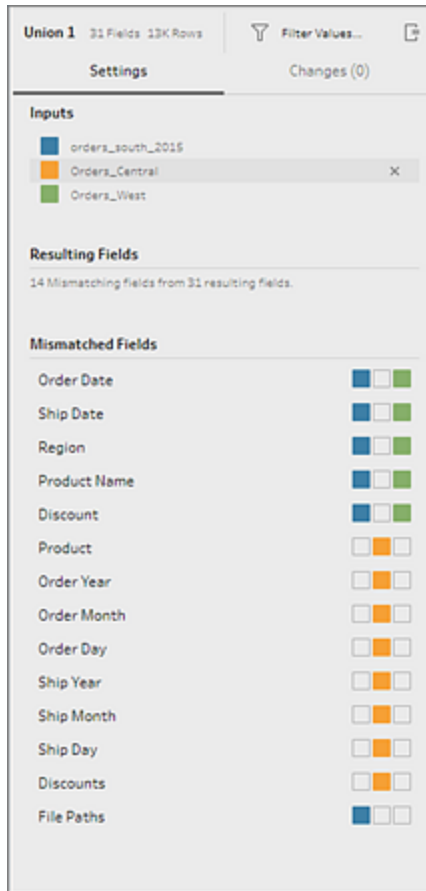 Union 1 31 Fields 13K Rows Filter Values...
Settings Changes (0)
Inputs
orders_south_2015
Orders_Central
Orders_West
Resulting Fields
14 Mismatching fields from 31 resulting fields.
Mismatched Fields
Order Date
Ship Date
Region
Product Name
Discount
Product
Order Year
Order Month
Order Day
Ship Year
Ship Month
Ship Day
Discounts
File Paths